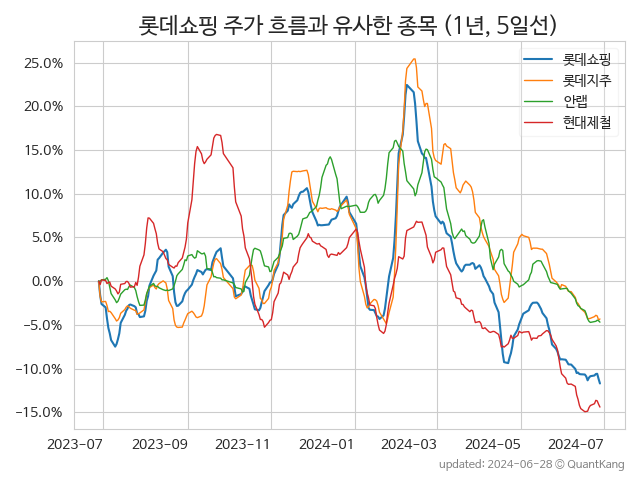 롯데쇼핑 주가 흐름과 유사한 종목 (1년, 5일선)
25.0%
20.0%
15.0%
10.0%
5.0%
0.0%
−5.0%
−10.0%
−15.0%
롯데쇼핑
롯데지주
안랩
현대제철
2023-07
2023-09
2023-11
2024-01
2024-03
2024-05
2024-07
updated: 2024-06-28 © QuantKang